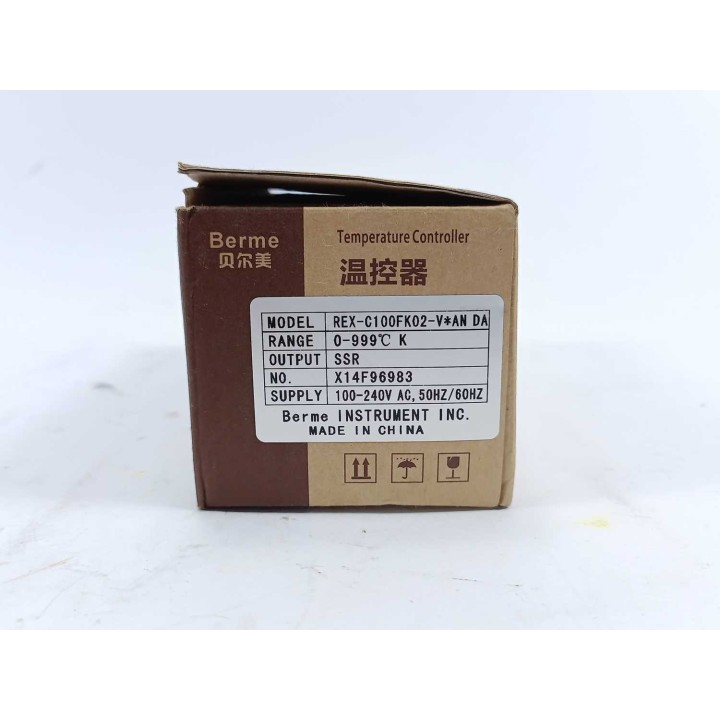 Berme
贝尔美
Temperature Controller
温控器
MODEL REX-C100FK02-V*AN DA
RANGE 0-999℃ K
OUTPUT SSR
NO. X14F96983
SUPPLY 100-240V AC, 50HZ/60HZ
Berme INSTRUMENT INC.
MADE IN CHINA